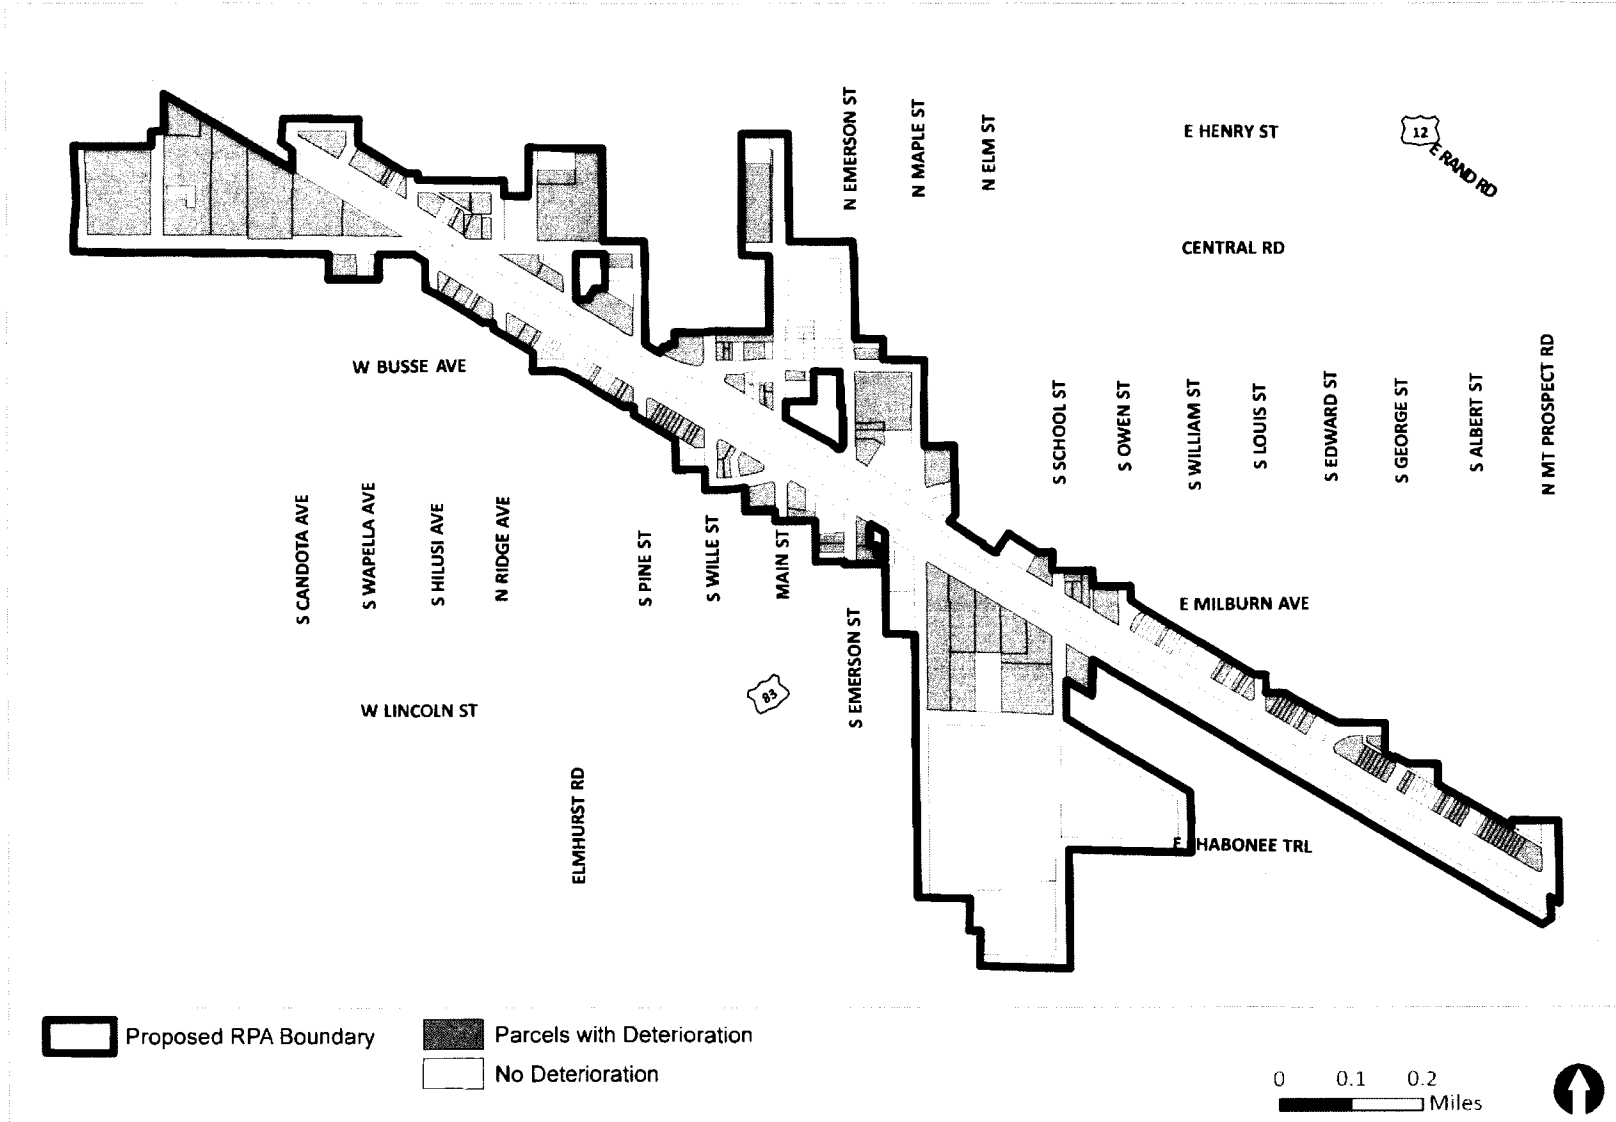 N EMERSON ST
N MAPLE ST
N ELM ST
E HENRY ST
12
E RAND RD
CENTRAL RD
W BUSSE AVE
S SCHOOL ST
S OWEN ST
S WILLIAM ST
S LOUIS ST
S EDWARD ST
S GEORGE ST
S ALBERT ST
N MT PROSPECT RD
S CANDOTA AVE
S WAPELLA AVE
S HILUSI AVE
N RIDGE AVE
S PINE ST
S WILLE ST
MAIN ST
S EMERSON ST
E MILBURN AVE
83
W LINCOLN ST
ELMHURST RD
E HABONEE TRL
Proposed RPA Boundary
Parcels with Deterioration
No Deterioration
0 0.1 0.2
Miles